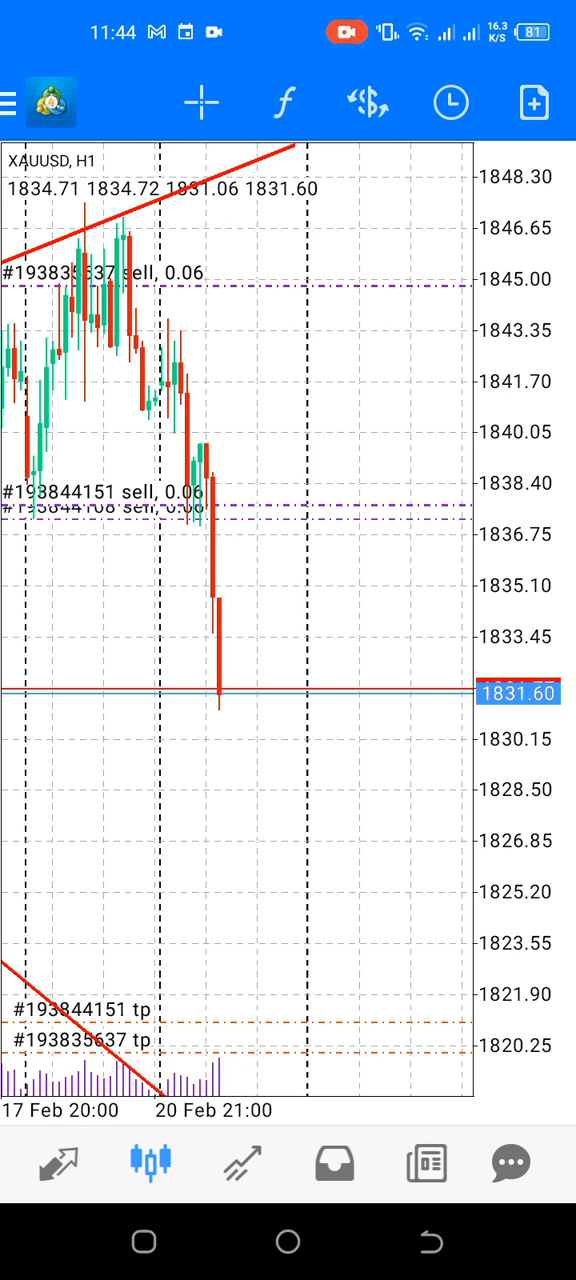 11:44
16.3
K/S
81
XAUUSD, H1
1834.71 1834.72 1831.06 1831.60
1848.30
1846.65
#193835637 sell, 0.06
1845.00
1843.35
1841.70
1840.05
1838.40
#193844151 sell, 0.06
1836.75
1835.10
1833.45
1831.60
1830.15
1828.50
1826.85
1825.20
1823.55
1821.90
#193844151 tp
#193835637 tp
1820.25
17 Feb 20:00
20 Feb 21:00